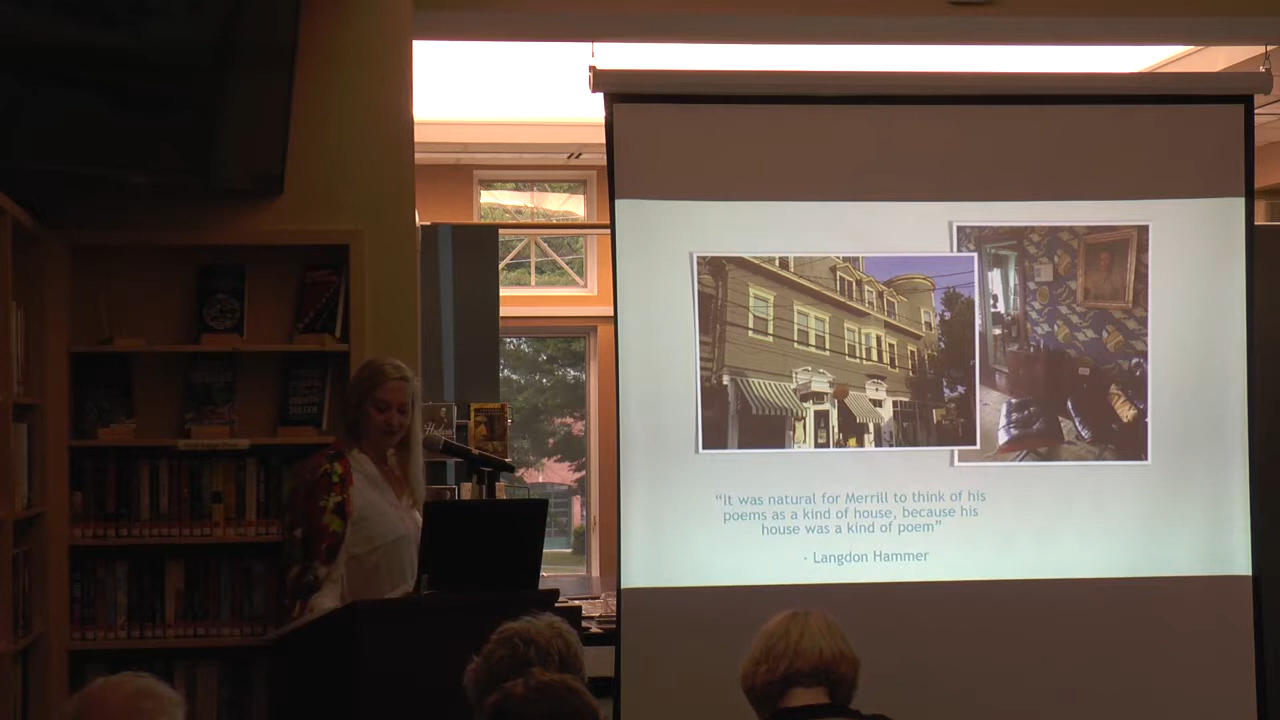 “It was natural for Merrill to think of his
poems as a kind of house, because his
house was a kind of poem”
- Langdon Hammer